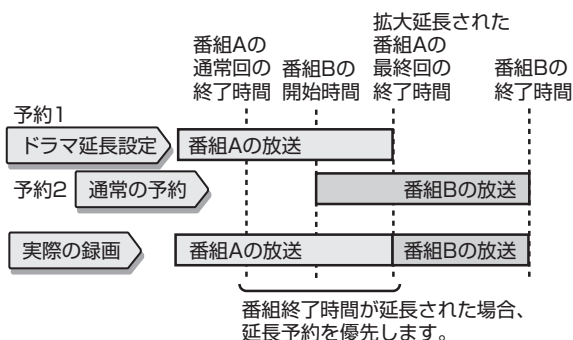 番組Aの
通常回の
終了時間
番組Bの
開始時間
拡大延長された
番組Aの
最終回の
終了時間
番組Bの
終了時間
予約1
ドラマ延長設定
番組Aの放送
予約2
通常の予約
番組Bの放送
実際の録画
番組Aの放送
番組Bの放送
番組終了時間が延長された場合、
延長予約を優先します。